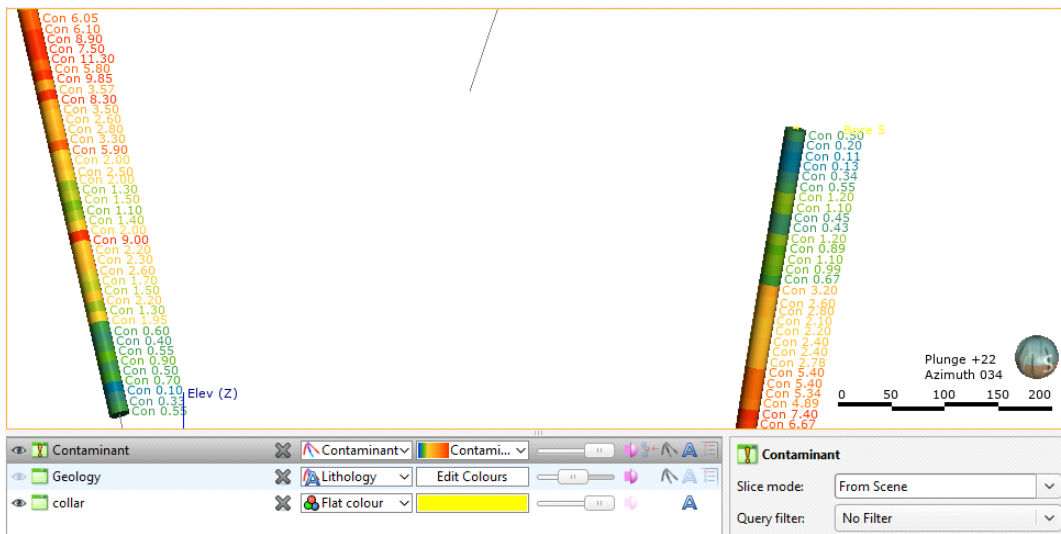 Con 6.05
Con 6.10
Con 8.90
Con 7.50
Con 11.30
Con 5.80
Con 9.85
Con 3.57
Con 8.30
Con 3.50
Con 2.60
Con 2.80
Con 3.30
Con 5.90
Con 2.00
Con 2.50
Con 2.00
Con 1.30
Con 1.50
Con 1.10
Con 1.40
Con 2.00
Con 9.00
Con 2.20
Con 2.30
Con 2.60
Con 1.70
Con 1.50
Con 2.20
Con 1.30
Con 1.95
Con 0.60
Con 0.40
Con 0.55
Con 0.90
Con 0.50
Con 0.70
Con 0.10
Con 0.33
Con 0.55
Elev (Z)
Con 0.50
Con 0.20
Con 0.11
Con 0.13
Con 0.34
Con 0.55
Con 1.20
Con 1.10
Con 0.45
Con 0.43
Con 1.20
Con 0.89
Con 1.10
Con 0.99
Con 0.67
Con 3.20
Con 2.60
Con 2.80
Con 2.10
Con 2.20
Con 2.40
Con 2.40
Con 2.78
Con 5.40
Con 5.40
Con 5.34
Con 4.89
Con 7.40
Con 6.67
Plunge +22
Azimuth 034
0 50 100 150 200
Contaminant Contaminant Contami...
Geology Lithology Edit Colours
collar Flat colour
Contaminant
Slice mode: From Scene
Query filter: No Filter